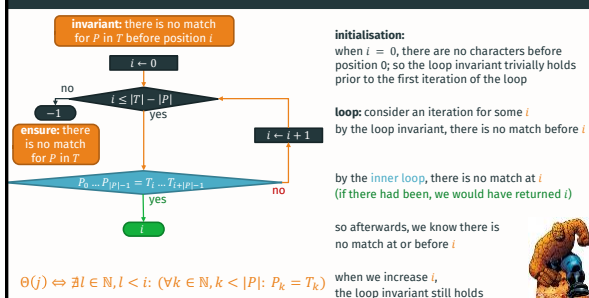 invariant: there is no match
for P in T before position i
i ← 0
no
i ≤ |T| − |P|
−1
yes
ensure: there
is no match
for P in T
i ← i + 1
P₀ … P|P|−1 = Tᵢ … Tᵢ₊|P|−1
yes
no
i
Θ(j) ⇔ ∄l ∈ ℕ, l < i: (∀k ∈ ℕ, k < |P|: Pₖ = Tₖ)
initialisation:
when i = 0, there are no characters before
position 0; so the loop invariant trivially holds
prior to the first iteration of the loop
loop: consider an iteration for some i
by the loop invariant, there is no match before i
by the inner loop, there is no match at i
(if there had been, we would have returned i)
so afterwards, we know there is
no match at or before i
when we increase i,
the loop invariant still holds